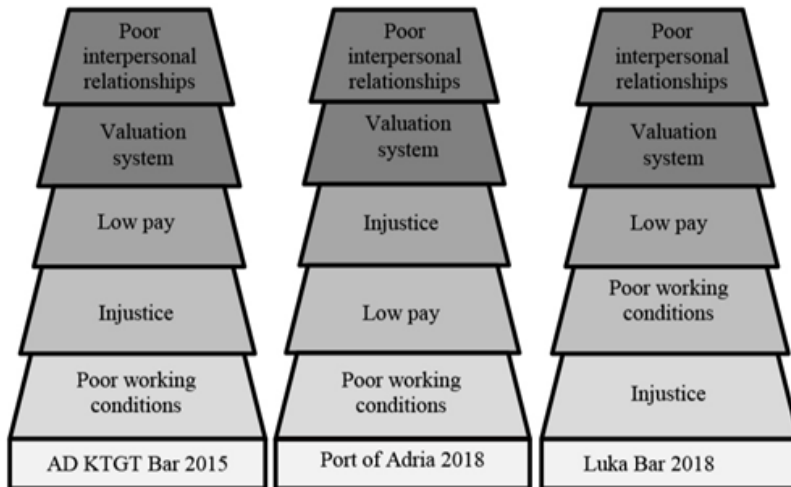 Poor
interpersonal
relationships
Valuation
system
Low pay
Injustice
Poor working
conditions
AD KTGT Bar 2015
Poor
interpersonal
relationships
Valuation
system
Injustice
Low pay
Poor working
conditions
Port of Adria 2018
Poor
interpersonal
relationships
Valuation
system
Low pay
Poor working
conditions
Injustice
Luka Bar 2018